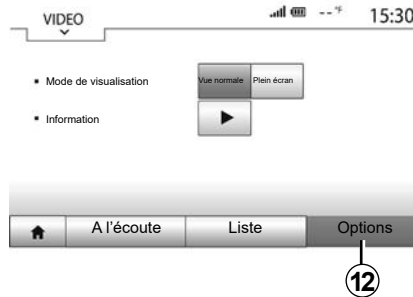 VIDEO
--°F
15:30
▪ Mode de visualisation
Vue normale
Plein écran
▪ Information
A l'écoute
Liste
Options
12